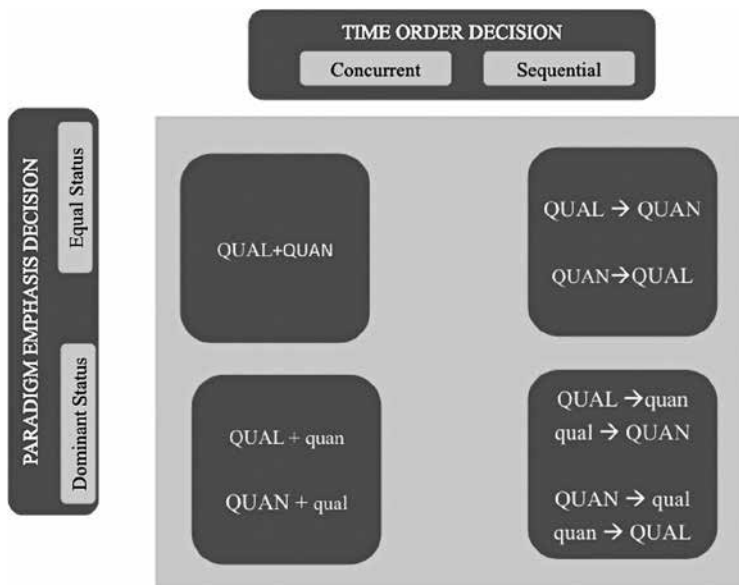 TIME ORDER DECISION
Concurrent
Sequential
PARADIGM EMPHASIS DECISION
Equal Status
Dominant Status
QUAL+QUAN
QUAL → QUAN
QUAN→QUAL
QUAL + quan
QUAN + qual
QUAL →quan
qual → QUAN
QUAN → qual
quan → QUAL